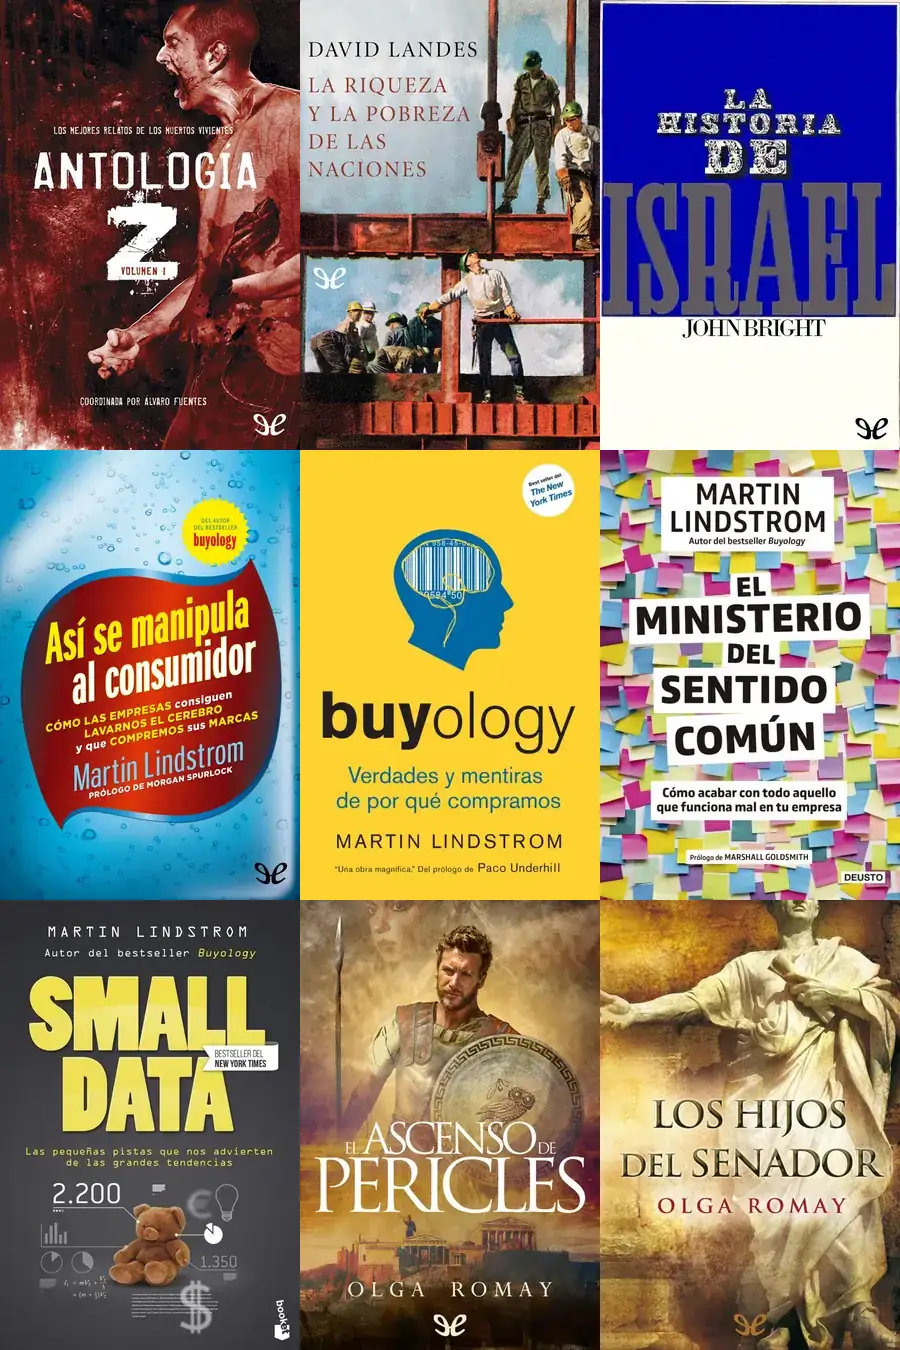 LOS MEJORES RELATOS DE LOS MUERTOS VIVIENTES
ANTOLOGÍA
Z
VOLUMEN 1
COORDINADA POR ÁLVARO FUENTES
DAVID LANDES
LA RIQUEZA
Y LA POBREZA
DE LAS
NACIONES
LA
HISTORIA
DE
ISRAEL
JOHN BRIGHT
DEL AUTOR
DEL BESTSELLER
buyology
Así se manipula
al consumidor
CÓMO LAS EMPRESAS consiguen
LAVARNOS EL CEREBRO
y que COMPREMOS sus MARCAS
Martin Lindstrom
PRÓLOGO DE MORGAN SPURLOCK
Best seller del
The New
York Times
buyology
Verdades y mentiras
de por qué compramos
MARTIN LINDSTROM
"Una obra magnífica." Del prólogo de Paco Underhill
MARTIN
LINDSTROM
Autor del bestseller Buyology
EL
MINISTERIO
DEL
SENTIDO
COMÚN
Cómo acabar con todo aquello
que funciona mal en tu empresa
Prólogo de MARSHALL GOLDSMITH
DEUSTO
MARTIN LINDSTROM
Autor del bestseller Buyology
SMALL
DATA
BESTSELLER DEL
NEW YORK TIMES
Las pequeñas pistas que nos advierten
de las grandes tendencias
2.200
€
1.350
$
booket
EL ASCENSO DE
PERICLES
OLGA ROMAY
LOS HIJOS
DEL SENADOR
OLGA ROMAY